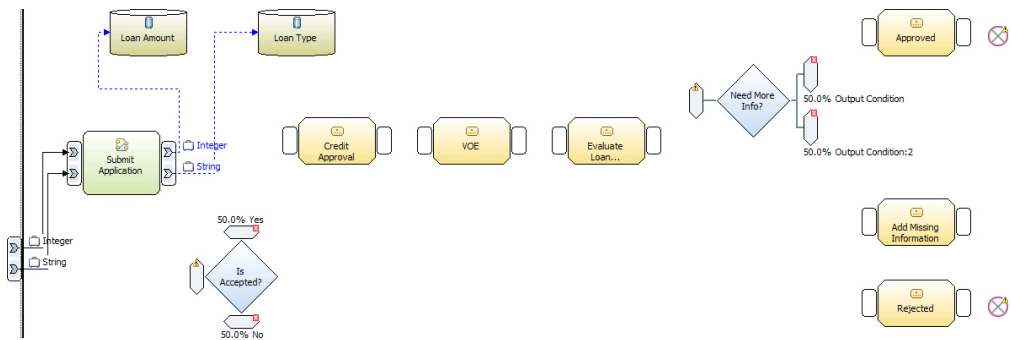 Loan Amount
Loan Type
Approved
Need More
Info?
50.0% Output Condition
50.0% Output Condition:2
Submit
Application
Integer
String
Credit
Approval
VOE
Evaluate
Loan...
50.0% Yes
Add Missing
Information
Integer
String
Is
Accepted?
Rejected
50.0% No